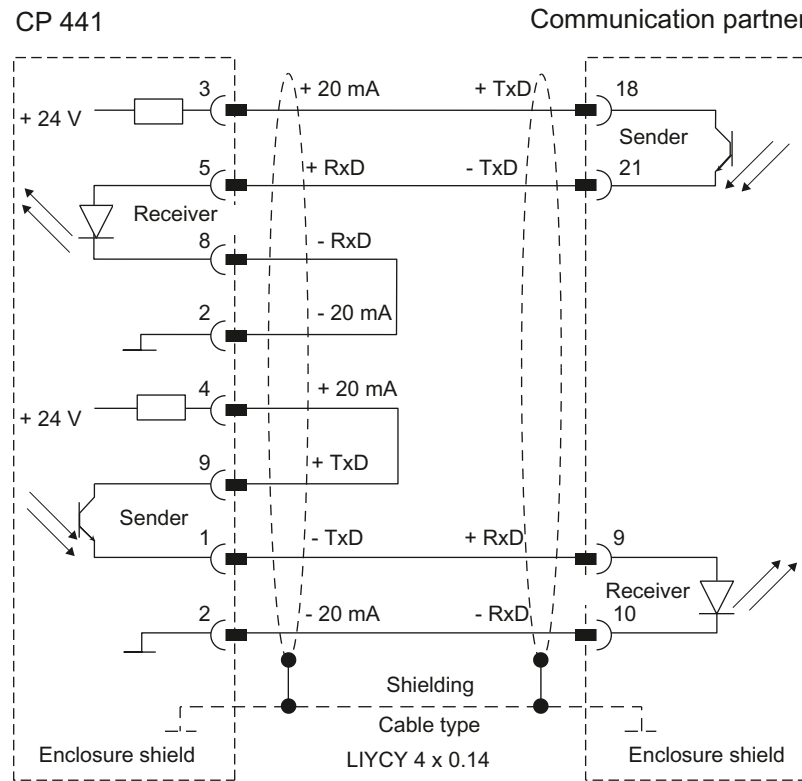 CP 441 Communication partner
3 + 20 mA + TxD 18
+ 24 V Sender
5 + RxD - TxD 21
Receiver
8 - RxD
2 - 20 mA
4 + 20 mA
+ 24 V
9 + TxD
Sender
1 - TxD + RxD 9
Receiver
2 - 20 mA - RxD 10
Shielding
Cable type
Enclosure shield LIYCY 4 x 0.14 Enclosure shield